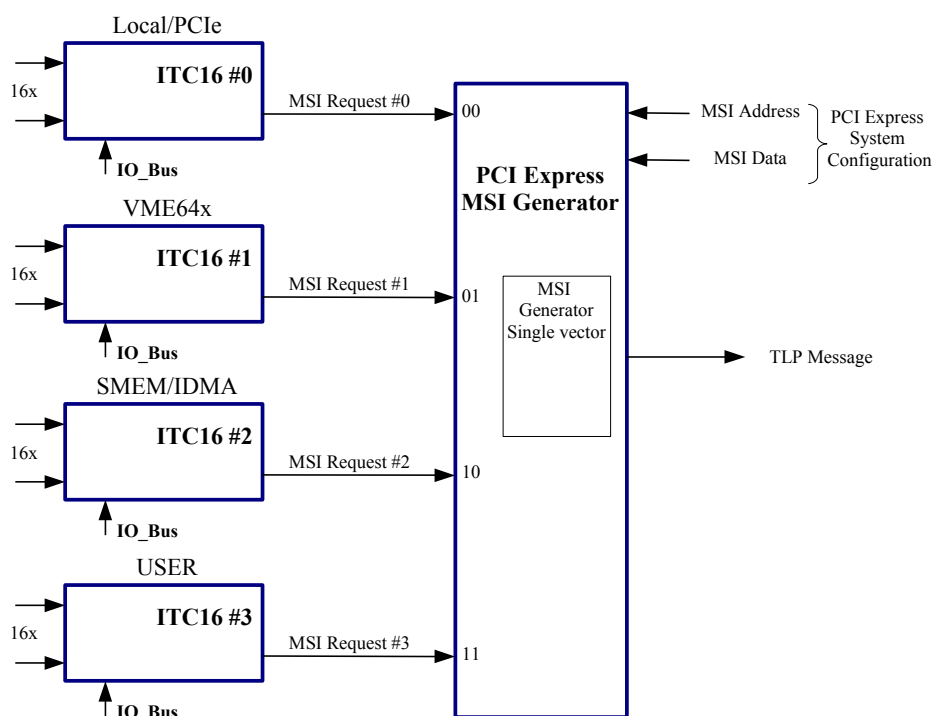 Local/PCIe
ITC16 #0
16x
IO_Bus
MSI Request #0
00
VME64x
ITC16 #1
16x
IO_Bus
MSI Request #1
01
SMEM/IDMA
ITC16 #2
16x
IO_Bus
MSI Request #2
10
USER
ITC16 #3
16x
IO_Bus
MSI Request #3
11
PCI Express
MSI Generator
MSI
Generator
Single vector
MSI Address
MSI Data
PCI Express
System
Configuration
TLP Message